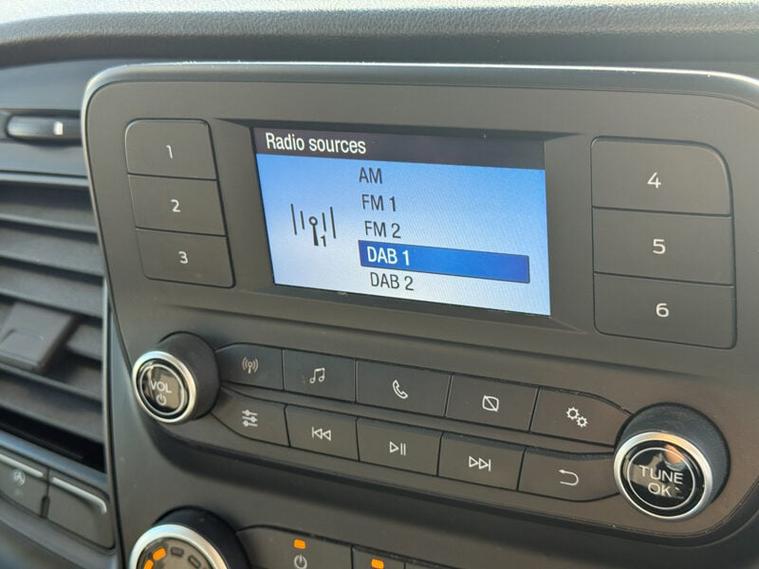 Radio sources
AM
FM 1
FM 2
DAB 1
DAB 2
1
1
2
3
4
5
6
VOL
TUNE
OK